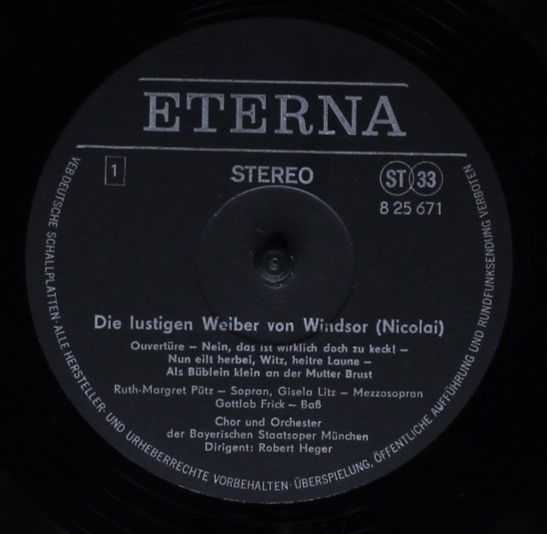 ETERNA
1
STEREO
ST 33
8 25 671
Die lustigen Weiber von Windsor (Nicolai)
Ouvertüre – Nein, das ist wirklich doch zu keck! –
Nun eilt herbei, Witz, heitre Laune –
Als Büblein klein an der Mutter Brust
Ruth-Margret Pütz – Sopran, Gisela Litz – Mezzosopran
Gottlob Frick – Baß
Chor und Orchester
der Bayerischen Staatsoper München
Dirigent: Robert Heger
VEB DEUTSCHE SCHALLPLATTEN · ALLE HERSTELLER- UND URHEBERRECHTE VORBEHALTEN · ÜBERSPIELUNG, ÖFFENTLICHE AUFFÜHRUNG UND RUNDFUNKSENDUNG VERBOTEN